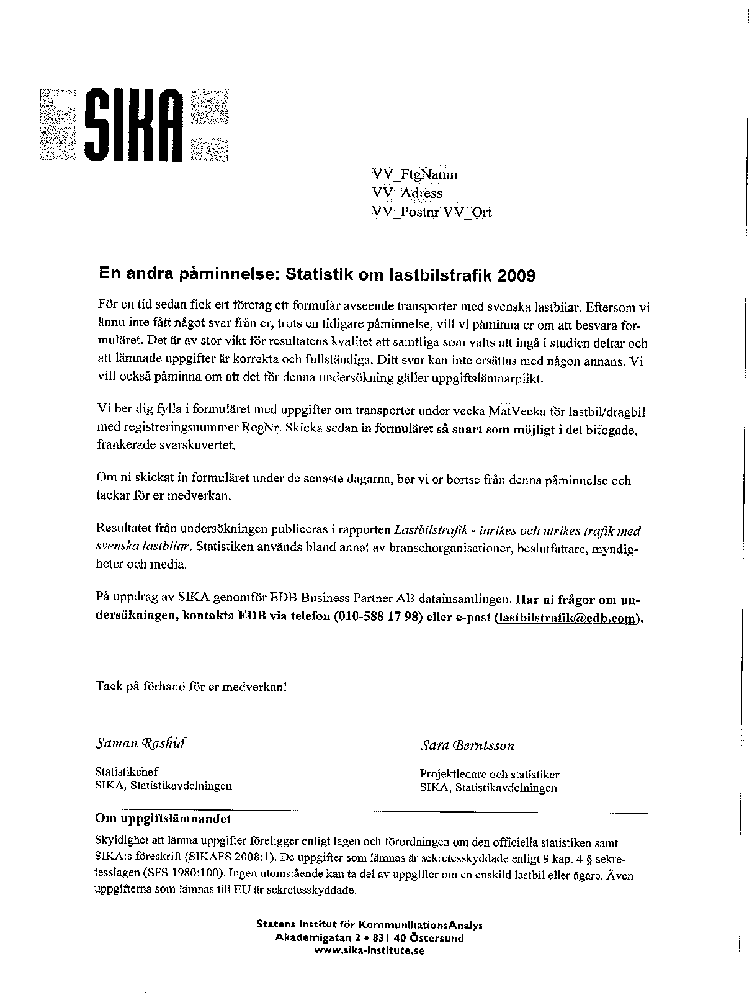 SIKA
VV_FtgNamn
VV_Adress
VV_Postnr VV_Ort
En andra påminnelse: Statistik om lastbilstrafik 2009
För en tid sedan fick ert företag ett formulär avseende transporter med svenska lastbilar. Eftersom vi
ännu inte fått något svar från er, trots en tidigare påminnelse, vill vi påminna er om att besvara for-
muläret. Det är av stor vikt för resultatens kvalitet att samtliga som valts att ingå i studien deltar och
att lämnade uppgifter är korrekta och fullständiga. Ditt svar kan inte ersättas med någon annans. Vi
vill också påminna om att det för denna undersökning gäller uppgiftslämnarplikt.
Vi ber dig fylla i formuläret med uppgifter om transporter under vecka MatVecka för lastbil/dragbil
med registreringsnummer RegNr. Skicka sedan in formuläret så snart som möjligt i det bifogade,
frankerade svarskuvertet.
Om ni skickat in formuläret under de senaste dagarna, ber vi er bortse från denna påminnelse och
tackar för er medverkan.
Resultatet från undersökningen publiceras i rapporten Lastbilstrafik - inrikes och utrikes trafik med
svenska lastbilar. Statistiken används bland annat av branschorganisationer, beslutfattare, myndig-
heter och media.
På uppdrag av SIKA genomför EDB Business Partner AB datainsamlingen. Har ni frågor om un-
dersökningen, kontakta EDB via telefon (010-588 17 98) eller e-post (lastbilstrafik@edb.com).
Tack på förhand för er medverkan!
Saman Rashid
Sara Berntsson
Statistikchef
SIKA, Statistikavdelningen
Projektledare och statistiker
SIKA, Statistikavdelningen
Om uppgiftslämnandet
Skyldighet att lämna uppgifter föreligger enligt lagen och förordningen om den officiella statistiken samt
SIKA:s föreskrift (SIKAFS 2008:1). De uppgifter som lämnas är sekretesskyddade enligt 9 kap. 4 § sekre-
tesslagen (SFS 1980:100). Ingen utomstående kan ta del av uppgifter om en enskild lastbil eller ägare. Även
uppgifterna som lämnas till EU är sekretesskyddade.
Statens Institut för KommunikationsAnalys
Akademigatan 2 • 831 40 Östersund
www.sika-institute.se